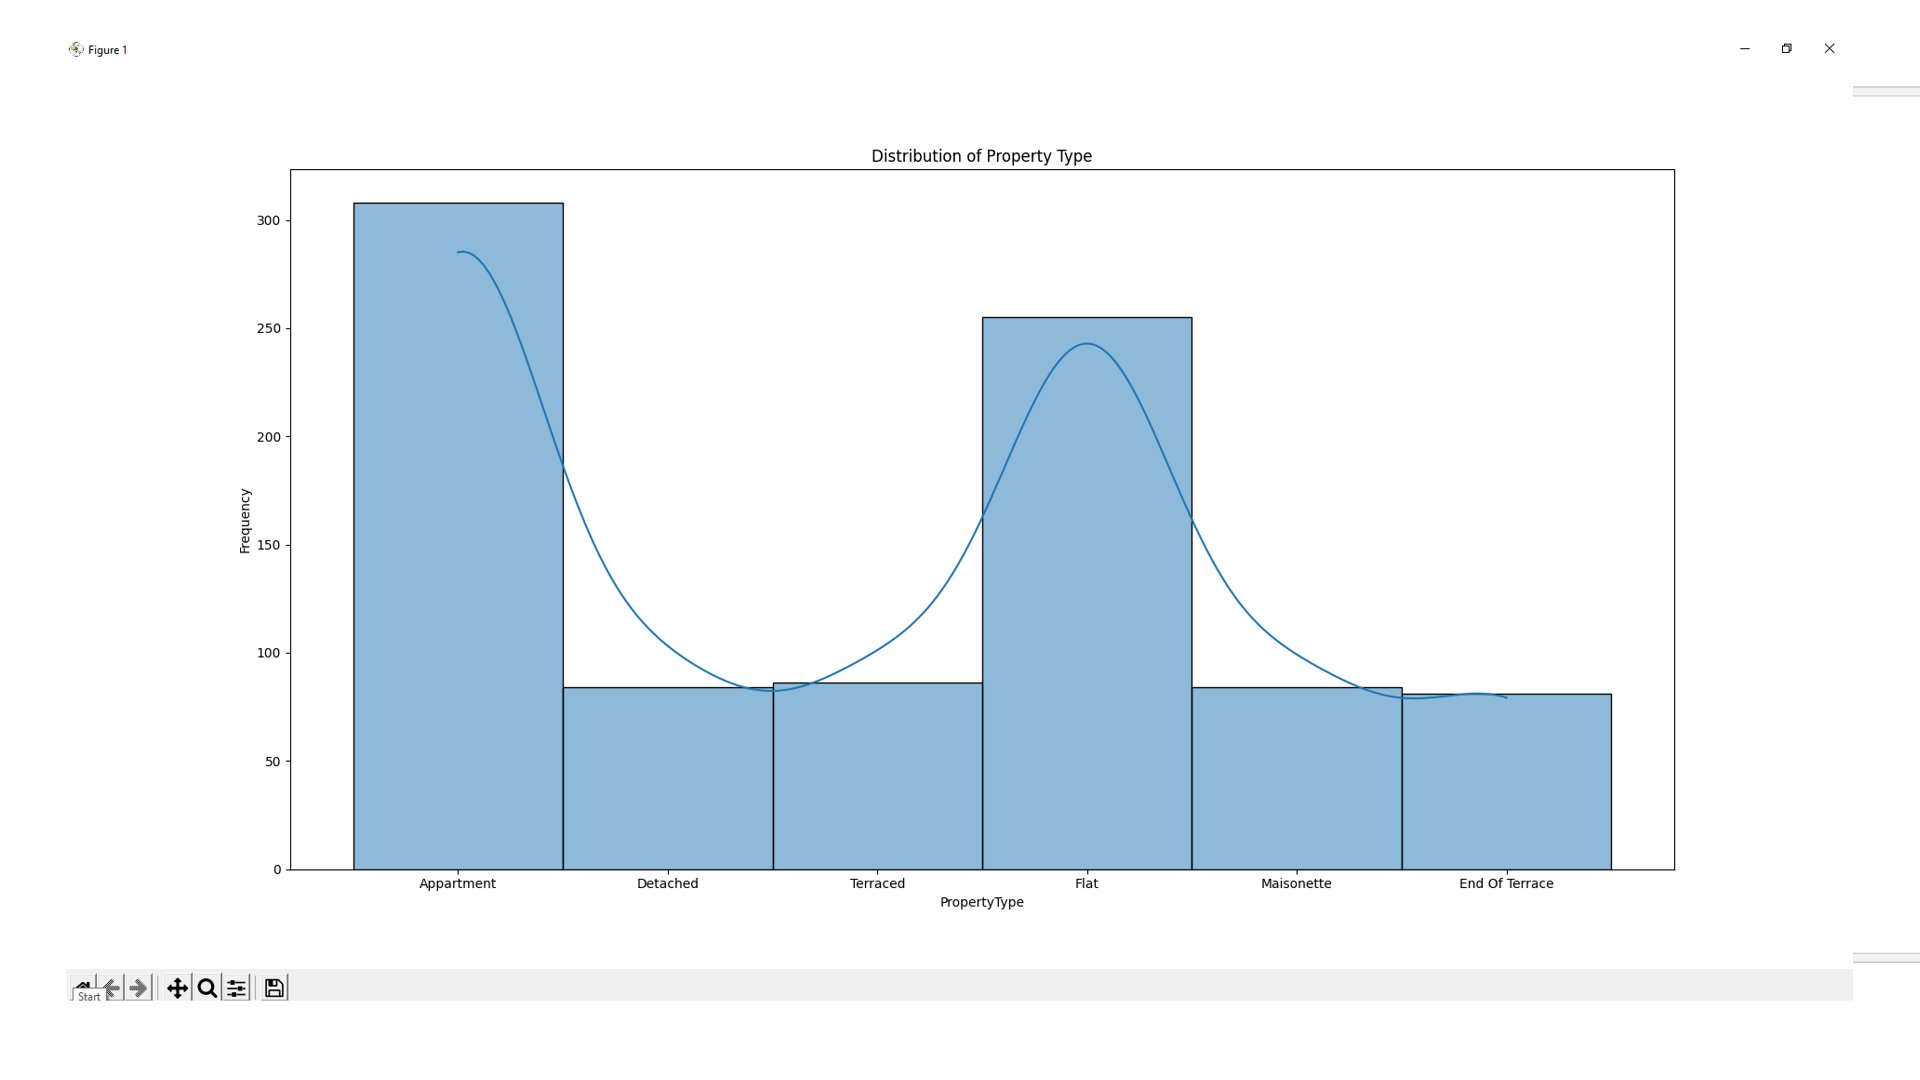 Figure 1
Distribution of Property Type
300
250
200
150
100
50
0
Frequency
Appartment Detached Terraced Flat Maisonette End Of Terrace
PropertyType
Start